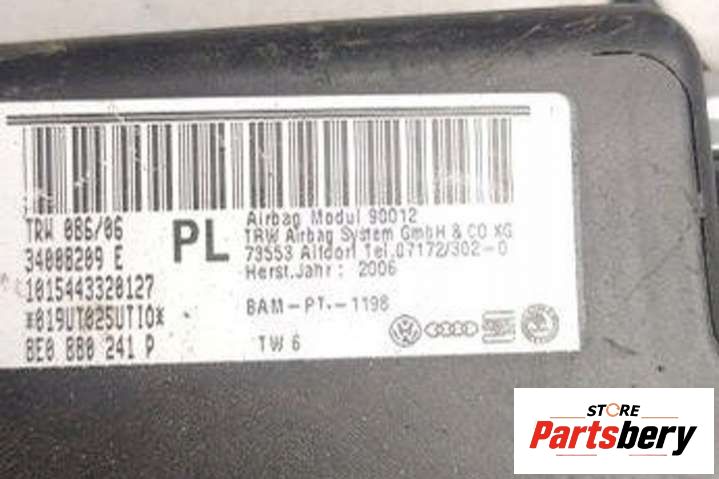 TRW 086/06
34008209 E
1015443320127
*019UT025UTIO*
8E0 880 241 P
PL
Airbag Modul 90012
TRW Airbag System GmbH & CO KG
73553 Alfdorf Tel.07172/302-0
Herst.Jahr: 2006
BAM-PT.-1198
TW 6
STORE
Partsbery